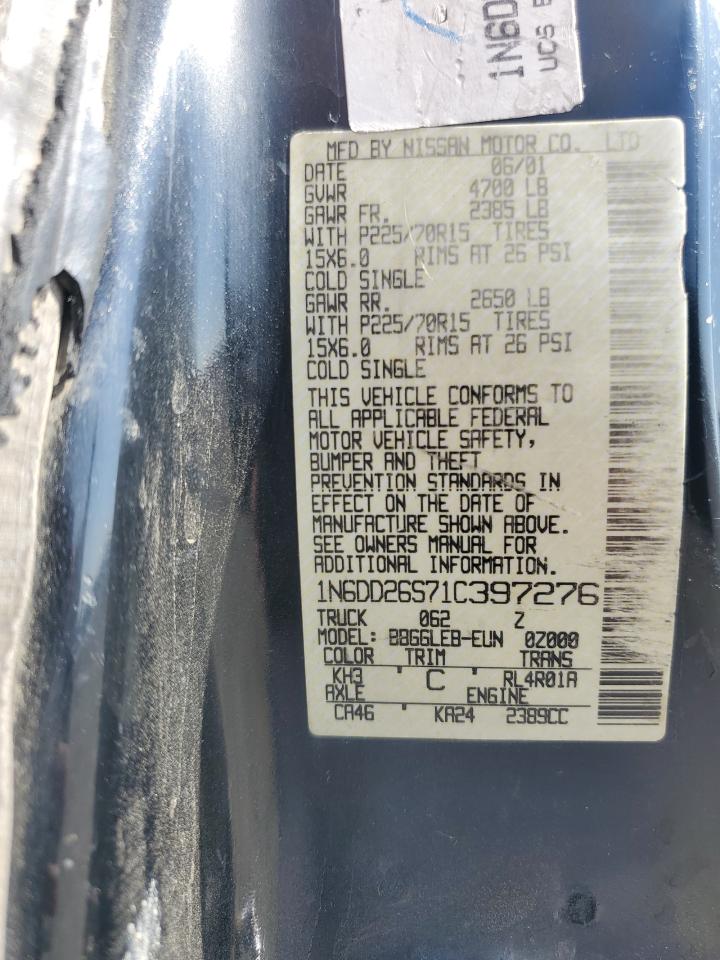 1N6D
UCS
MFD BY NISSAN MOTOR CO. LTD
DATE 06/01
GVWR 4700 LB
GAWR FR. 2385 LB
WITH P225/70R15 TIRES
15X6.0 RIMS AT 26 PSI
COLD SINGLE
GAWR RR. 2650 LB
WITH P225/70R15 TIRES
15X6.0 RIMS AT 26 PSI
COLD SINGLE
THIS VEHICLE CONFORMS TO
ALL APPLICABLE FEDERAL
MOTOR VEHICLE SAFETY,
BUMPER AND THEFT
PREVENTION STANDARDS IN
EFFECT ON THE DATE OF
MANUFACTURE SHOWN ABOVE.
SEE OWNERS MANUAL FOR
ADDITIONAL INFORMATION.
1N6DD26S71C397276
TRUCK 062 Z
MODEL: BBGGLEB-EUN 0Z000
COLOR TRIM TRANS
KH3 ' C ' RL4R01A
AXLE ENGINE
CA46 ' KA24 2389CC